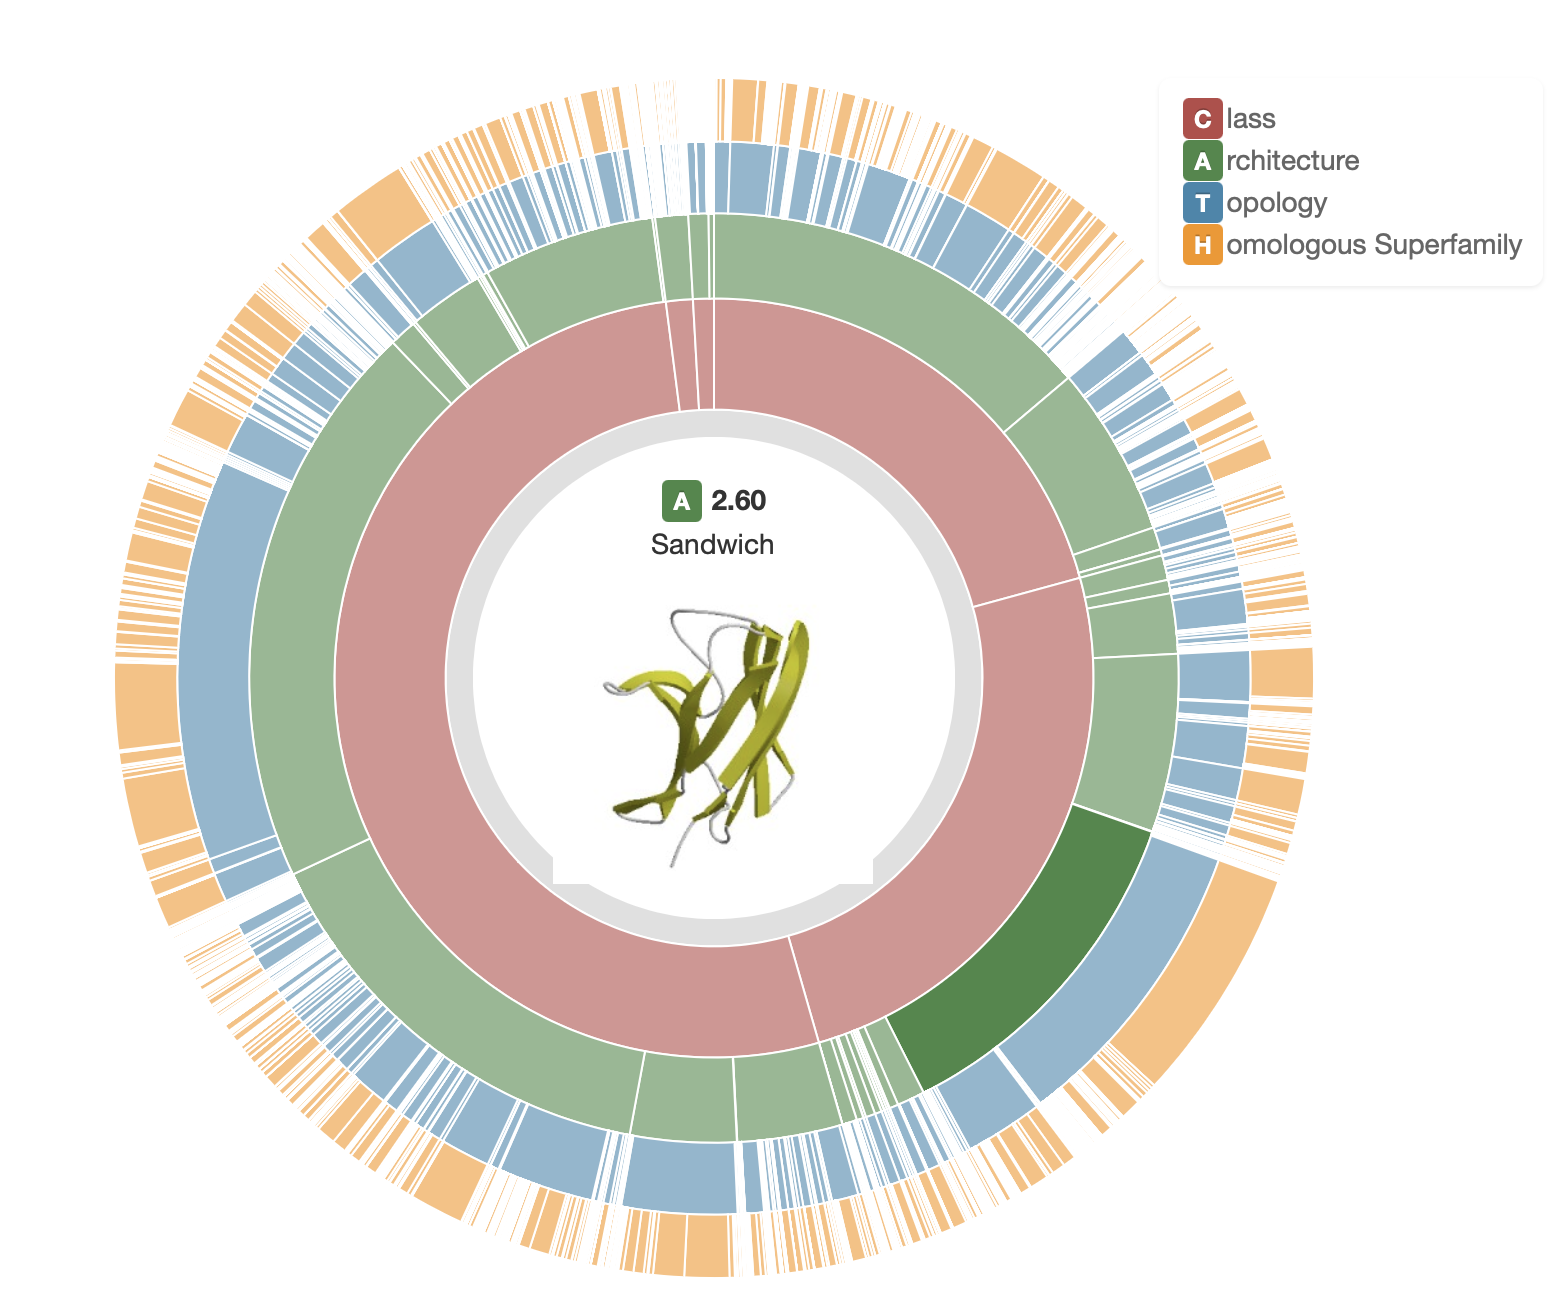 C lass
A rchitecture
T opology
H omologous Superfamily
A 2.60
Sandwich